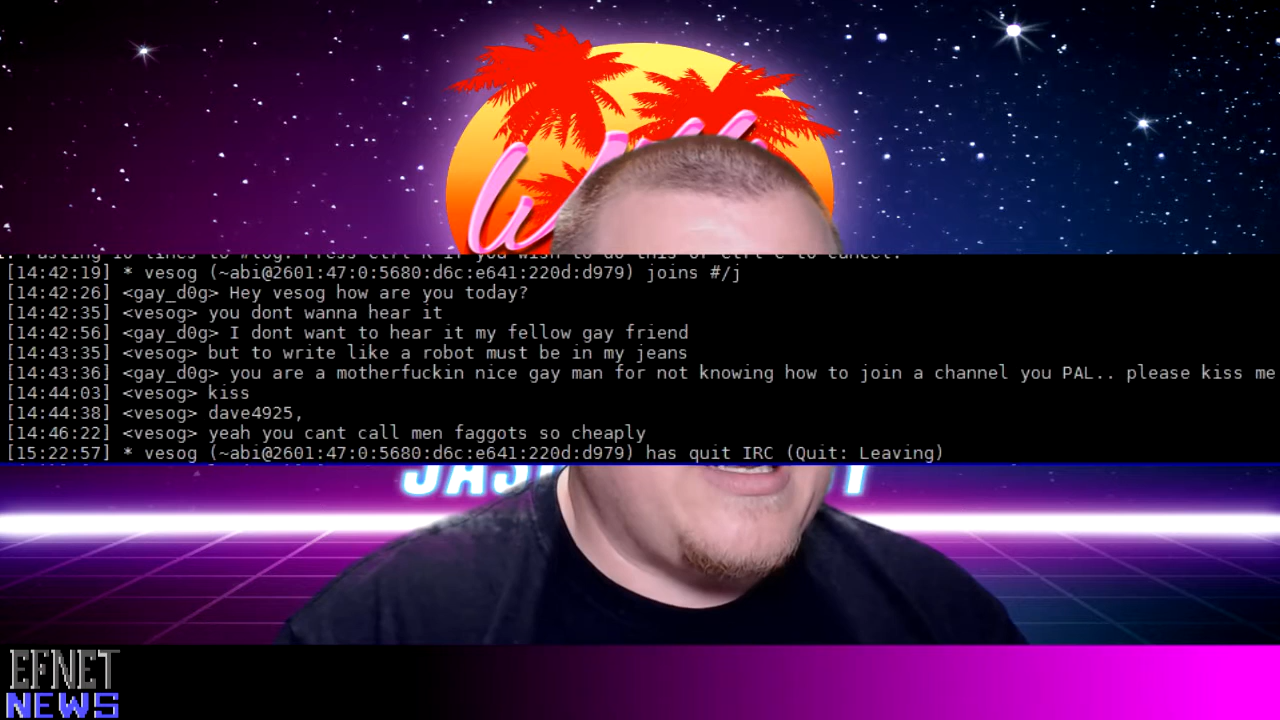 W
[14:42:19] * vesog (~abi@2601:47:0:5680:d6c:e641:220d:d979) joins #/j
[14:42:26] <gay_d0g> Hey vesog how are you today?
[14:42:35] <vesog> you dont wanna hear it
[14:42:56] <gay_d0g> I dont want to hear it my fellow gay friend
[14:43:35] <vesog> but to write like a robot must be in my jeans
[14:43:36] <gay_d0g> you are a motherfuckin nice gay man for not knowing how to join a channel you PAL.. please kiss me
[14:44:03] <vesog> kiss
[14:44:38] <vesog> dave4925,
[14:46:22] <vesog> yeah you cant call men faggots so cheaply
[15:22:57] * vesog (~abi@2601:47:0:5680:d6c:e641:220d:d979) has quit IRC (Quit: Leaving)
EFNET
NEWS